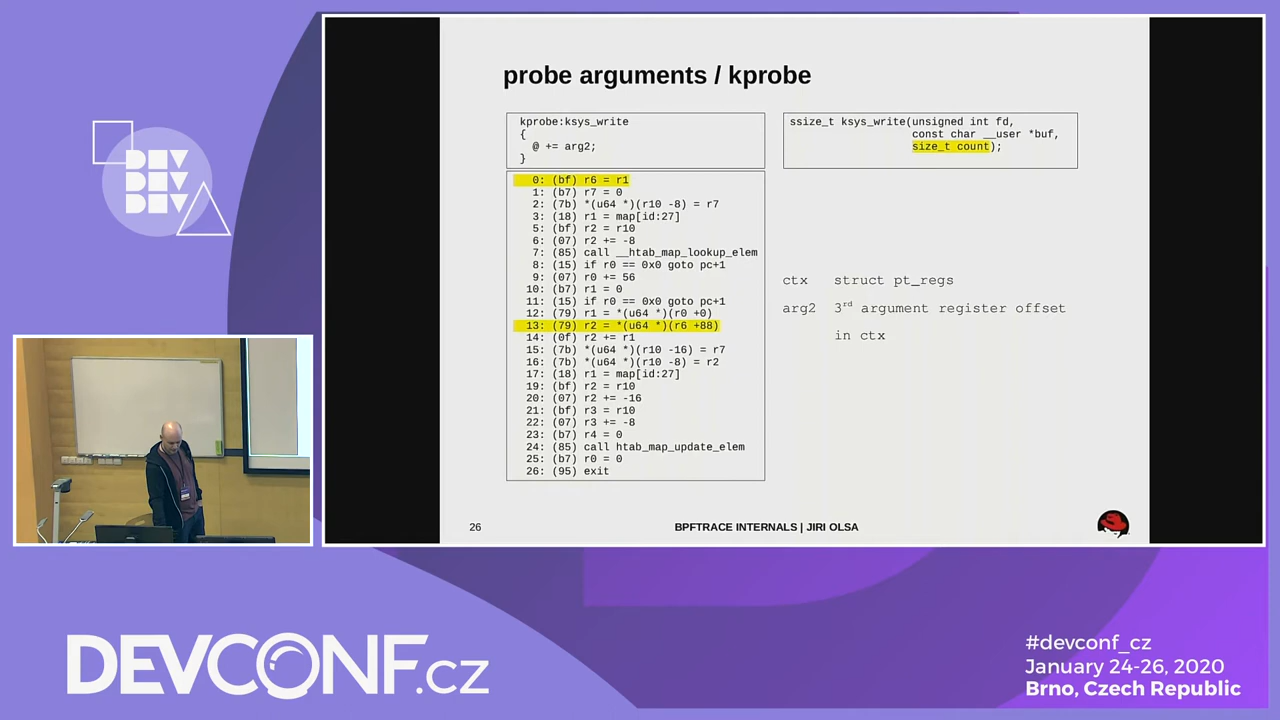 DEV
DEV
DEV
probe arguments / kprobe
kprobe:ksys_write
{
@ += arg2;
}
ssize_t ksys_write(unsigned int fd,
const char __user *buf,
size_t count);
0: (bf) r6 = r1
1: (b7) r7 = 0
2: (7b) *(u64 *)(r10 -8) = r7
3: (18) r1 = map[id:27]
5: (bf) r2 = r10
6: (07) r2 += -8
7: (85) call __htab_map_lookup_elem
8: (15) if r0 == 0x0 goto pc+1
9: (07) r0 += 56
10: (b7) r1 = 0
11: (15) if r0 == 0x0 goto pc+1
12: (79) r1 = *(u64 *)(r0 +0)
13: (79) r2 = *(u64 *)(r6 +88)
14: (0f) r2 += r1
15: (7b) *(u64 *)(r10 -16) = r7
16: (7b) *(u64 *)(r10 -8) = r2
17: (18) r1 = map[id:27]
19: (bf) r2 = r10
20: (07) r2 += -16
21: (bf) r3 = r10
22: (07) r3 += -8
23: (b7) r4 = 0
24: (85) call htab_map_update_elem
25: (b7) r0 = 0
26: (95) exit
ctx struct pt_regs
arg2 3rd argument register offset
in ctx
26
BPFTRACE INTERNALS | JIRI OLSA
DEVCONF.cz
#devconf_cz
January 24-26, 2020
Brno, Czech Republic